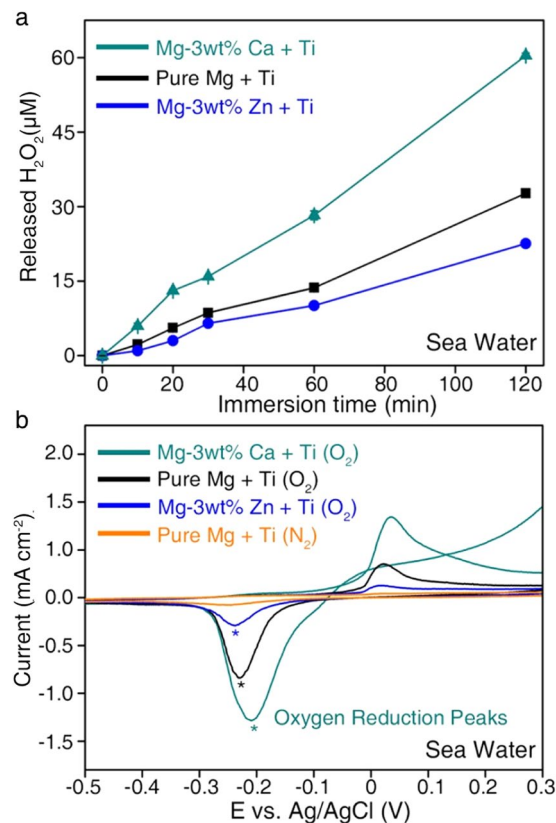 a
Mg-3wt% Ca + Ti
Pure Mg + Ti
Mg-3wt% Zn + Ti
60
45
30
15
0
Released H₂O₂(μM)
Sea Water
0 20 40 60 80 100 120
Immersion time (min)
b
Mg-3wt% Ca + Ti (O₂)
Pure Mg + Ti (O₂)
Mg-3wt% Zn + Ti (O₂)
Pure Mg + Ti (N₂)
2.0
1.5
1.0
0.0
-0.5
-1.0
-1.5
Current (mA cm⁻²).
*
*
*
Oxygen Reduction Peaks
Sea Water
-0.5 -0.4 -0.3 -0.2 -0.1 0 0.1 0.2 0.3
E vs. Ag/AgCl (V)